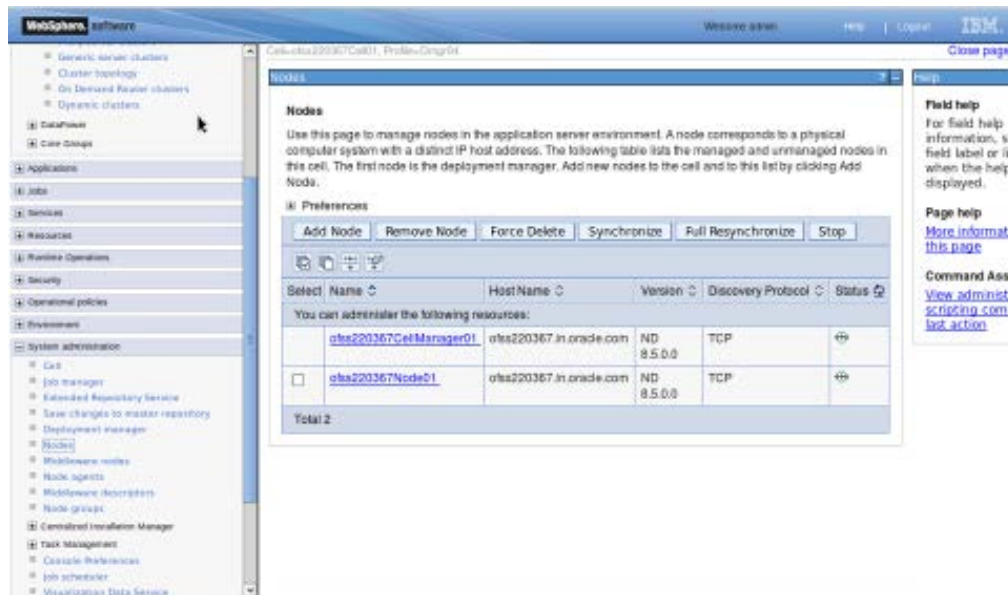 WebSphere. software
Welcome admin
Help | Logout
IBM.
Cell=ofss220367Cell01, Profile=Dmgr04
Close page
Generic server clusters
Cluster topology
On Demand Router clusters
Dynamic clusters
DataPower
Core Groups
Applications
Jobs
Services
Resources
Runtime Operations
Security
Operational policies
Environment
System administration
Cell
Job manager
Extended Repository Service
Save changes to master repository
Deployment manager
Nodes
Middleware nodes
Node agents
Middleware descriptors
Node groups
Centralized Installation Manager
Task Management
Console Preferences
Job scheduler
Visualization Data Service
Nodes
Nodes
Use this page to manage nodes in the application server environment. A node corresponds to a physical
computer system with a distinct IP host address. The following table lists the managed and unmanaged nodes in
this cell. The first node is the deployment manager. Add new nodes to the cell and to this list by clicking Add
Node.
Preferences
Add Node Remove Node Force Delete Synchronize Full Resynchronize Stop
Select Name Host Name Version Discovery Protocol Status
You can administer the following resources:
ofss220367CellManager01 ofss220367.in.oracle.com ND 8.5.0.0 TCP
ofss220367Node01 ofss220367.in.oracle.com ND 8.5.0.0 TCP
Total 2
Help
Field help
For field help
information, s
field label or li
when the help
displayed.
Page help
More informat
this page
Command Ass
View administ
scripting com
last action